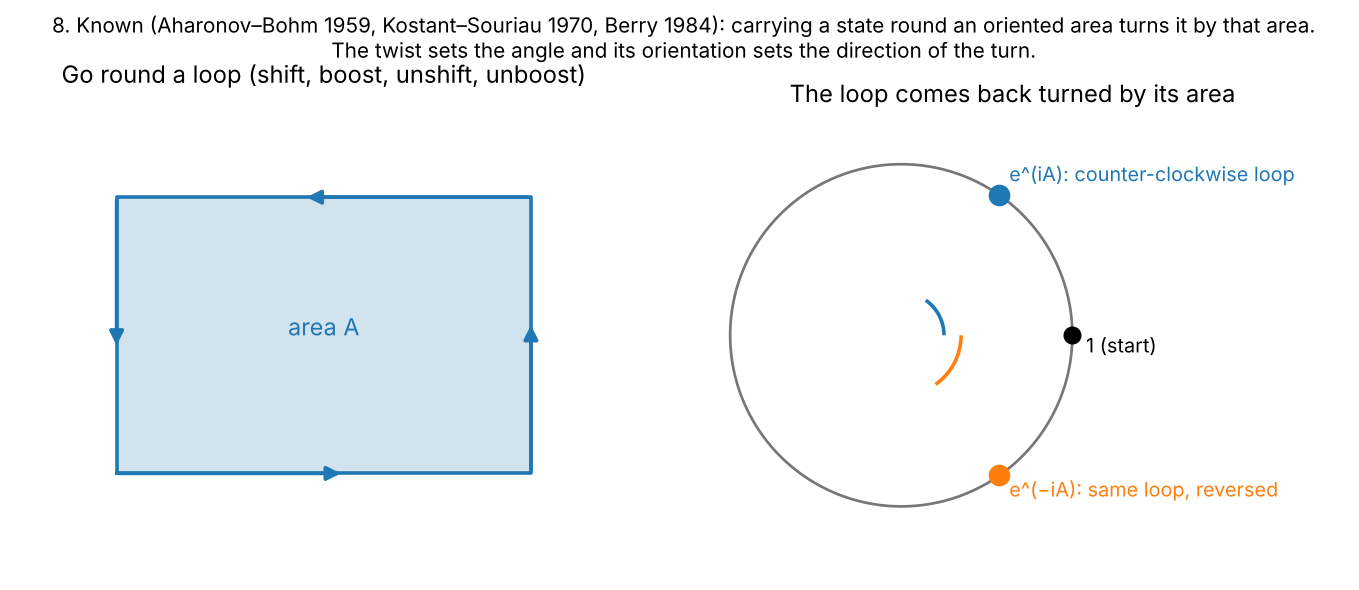 8. Known (Aharonov–Bohm 1959, Kostant–Souriau 1970, Berry 1984): carrying a state round an oriented area turns it by that area.
The twist sets the angle and its orientation sets the direction of the turn.
Go round a loop (shift, boost, unshift, unboost)
The loop comes back turned by its area
e^(iA): counter-clockwise loop
area A
1 (start)
e^(−iA): same loop, reversed